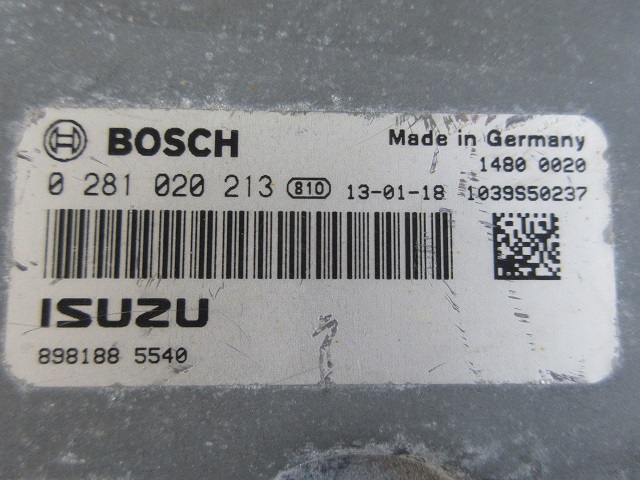 BOSCH
Made in Germany
1480 0020
0 281 020 213 810 13-01-18 1039S50237
ISUZU
898188 5540